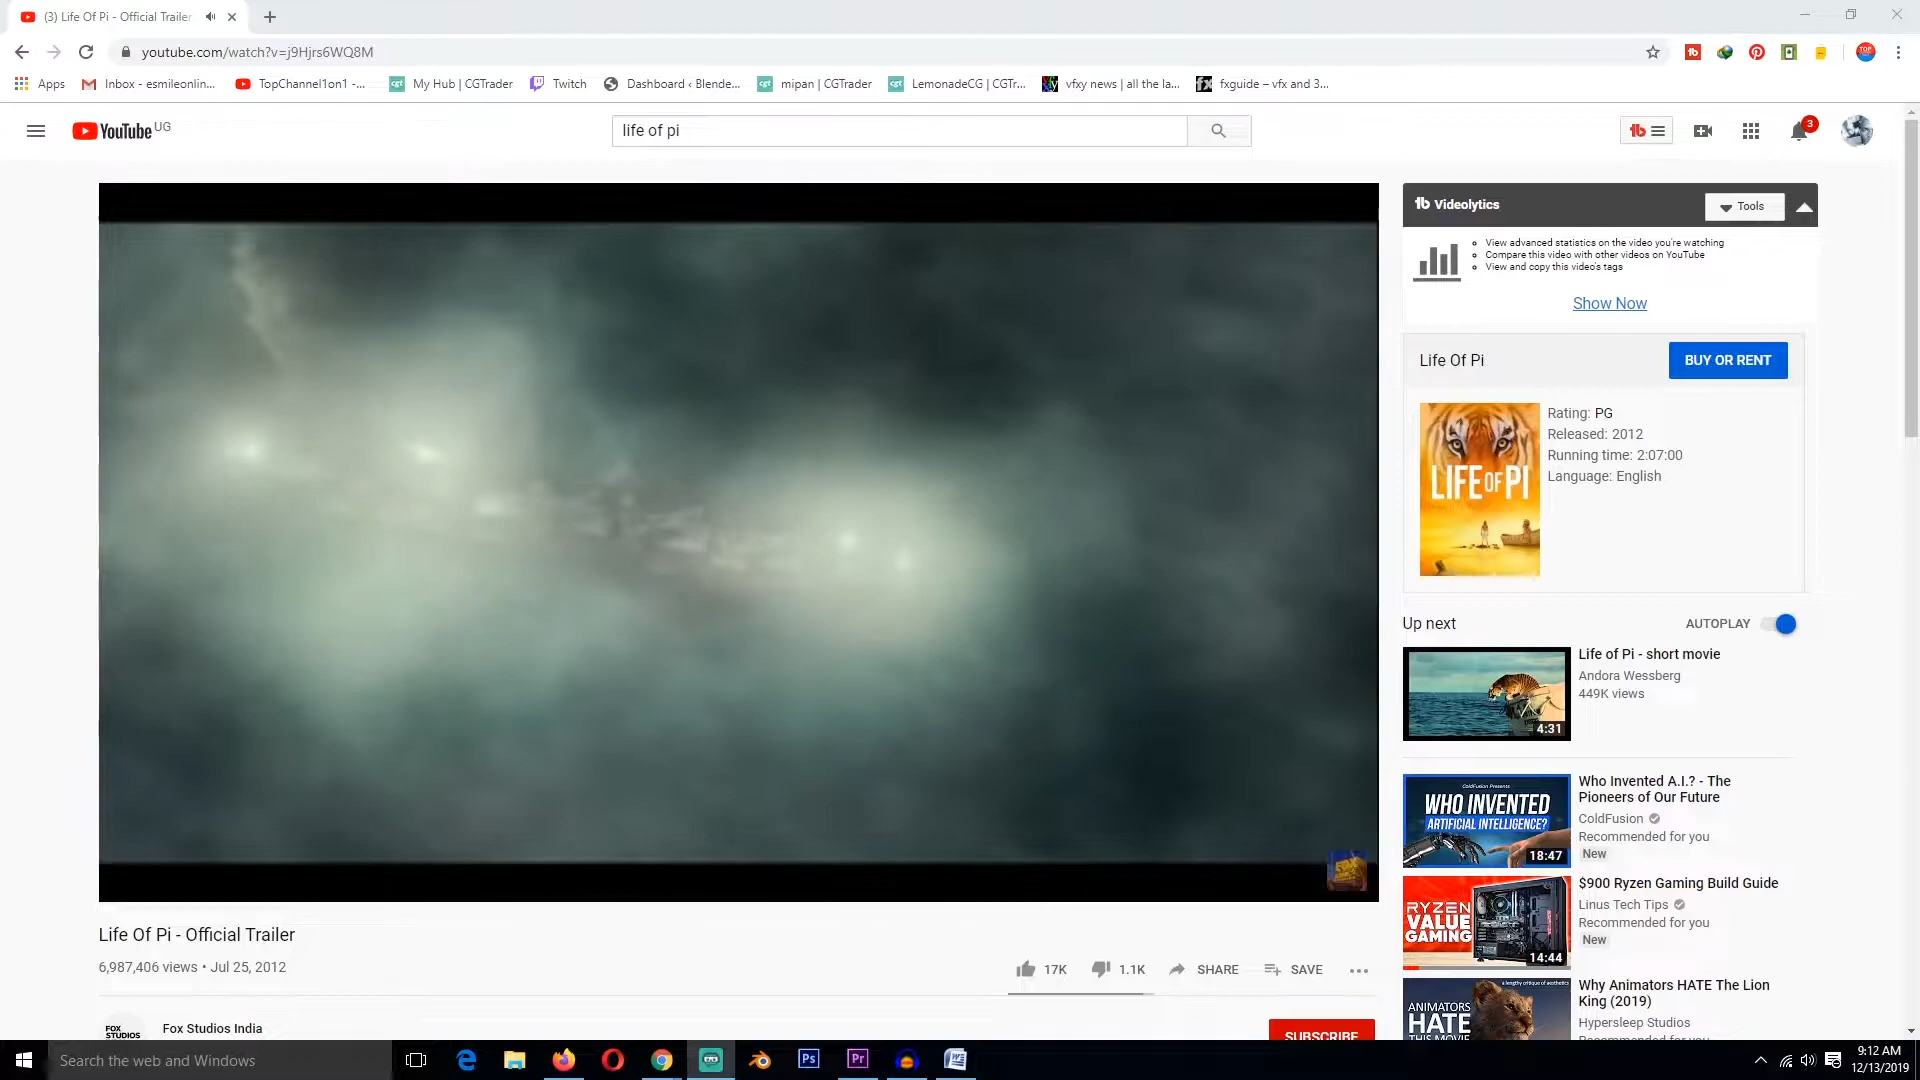 (3) Life Of Pi - Official Trailer
youtube.com/watch?v=j9Hjrs6WQ8M
Apps
Inbox - esmileonlin...
TopChannel1on1 -...
My Hub | CGTrader
Twitch
Dashboard ‹ Blende...
mipan | CGTrader
LemonadeCG | CGTr...
vfxy news | all the la...
fxguide – vfx and 3...
YouTube UG
life of pi
3
Videolytics
Tools
View advanced statistics on the video you're watching
Compare this video with other videos on YouTube
View and copy this video's tags
Show Now
Life Of Pi
BUY OR RENT
LIFE OF PI
Rating: PG
Released: 2012
Running time: 2:07:00
Language: English
Up next
AUTOPLAY
Life of Pi - short movie
Andora Wessberg
449K views
4:31
Who Invented A.I.? - The
Pioneers of Our Future
ColdFusion
Recommended for you
New
ColdFusion Presents
WHO INVENTED
ARTIFICIAL INTELLIGENCE?
18:47
$900 Ryzen Gaming Build Guide
Linus Tech Tips
Recommended for you
New
RYZEN
VALUE
GAMING
14:44
Why Animators HATE The Lion
King (2019)
Hypersleep Studios
a lengthy critique of aesthetics
ANIMATORS
HATE
Life Of Pi - Official Trailer
6,987,406 views • Jul 25, 2012
17K
1.1K
SHARE
SAVE
FOX
STUDIOS
Fox Studios India
SUBSCRIBE
Search the web and Windows
Ps
Pr
9:12 AM
12/13/2019